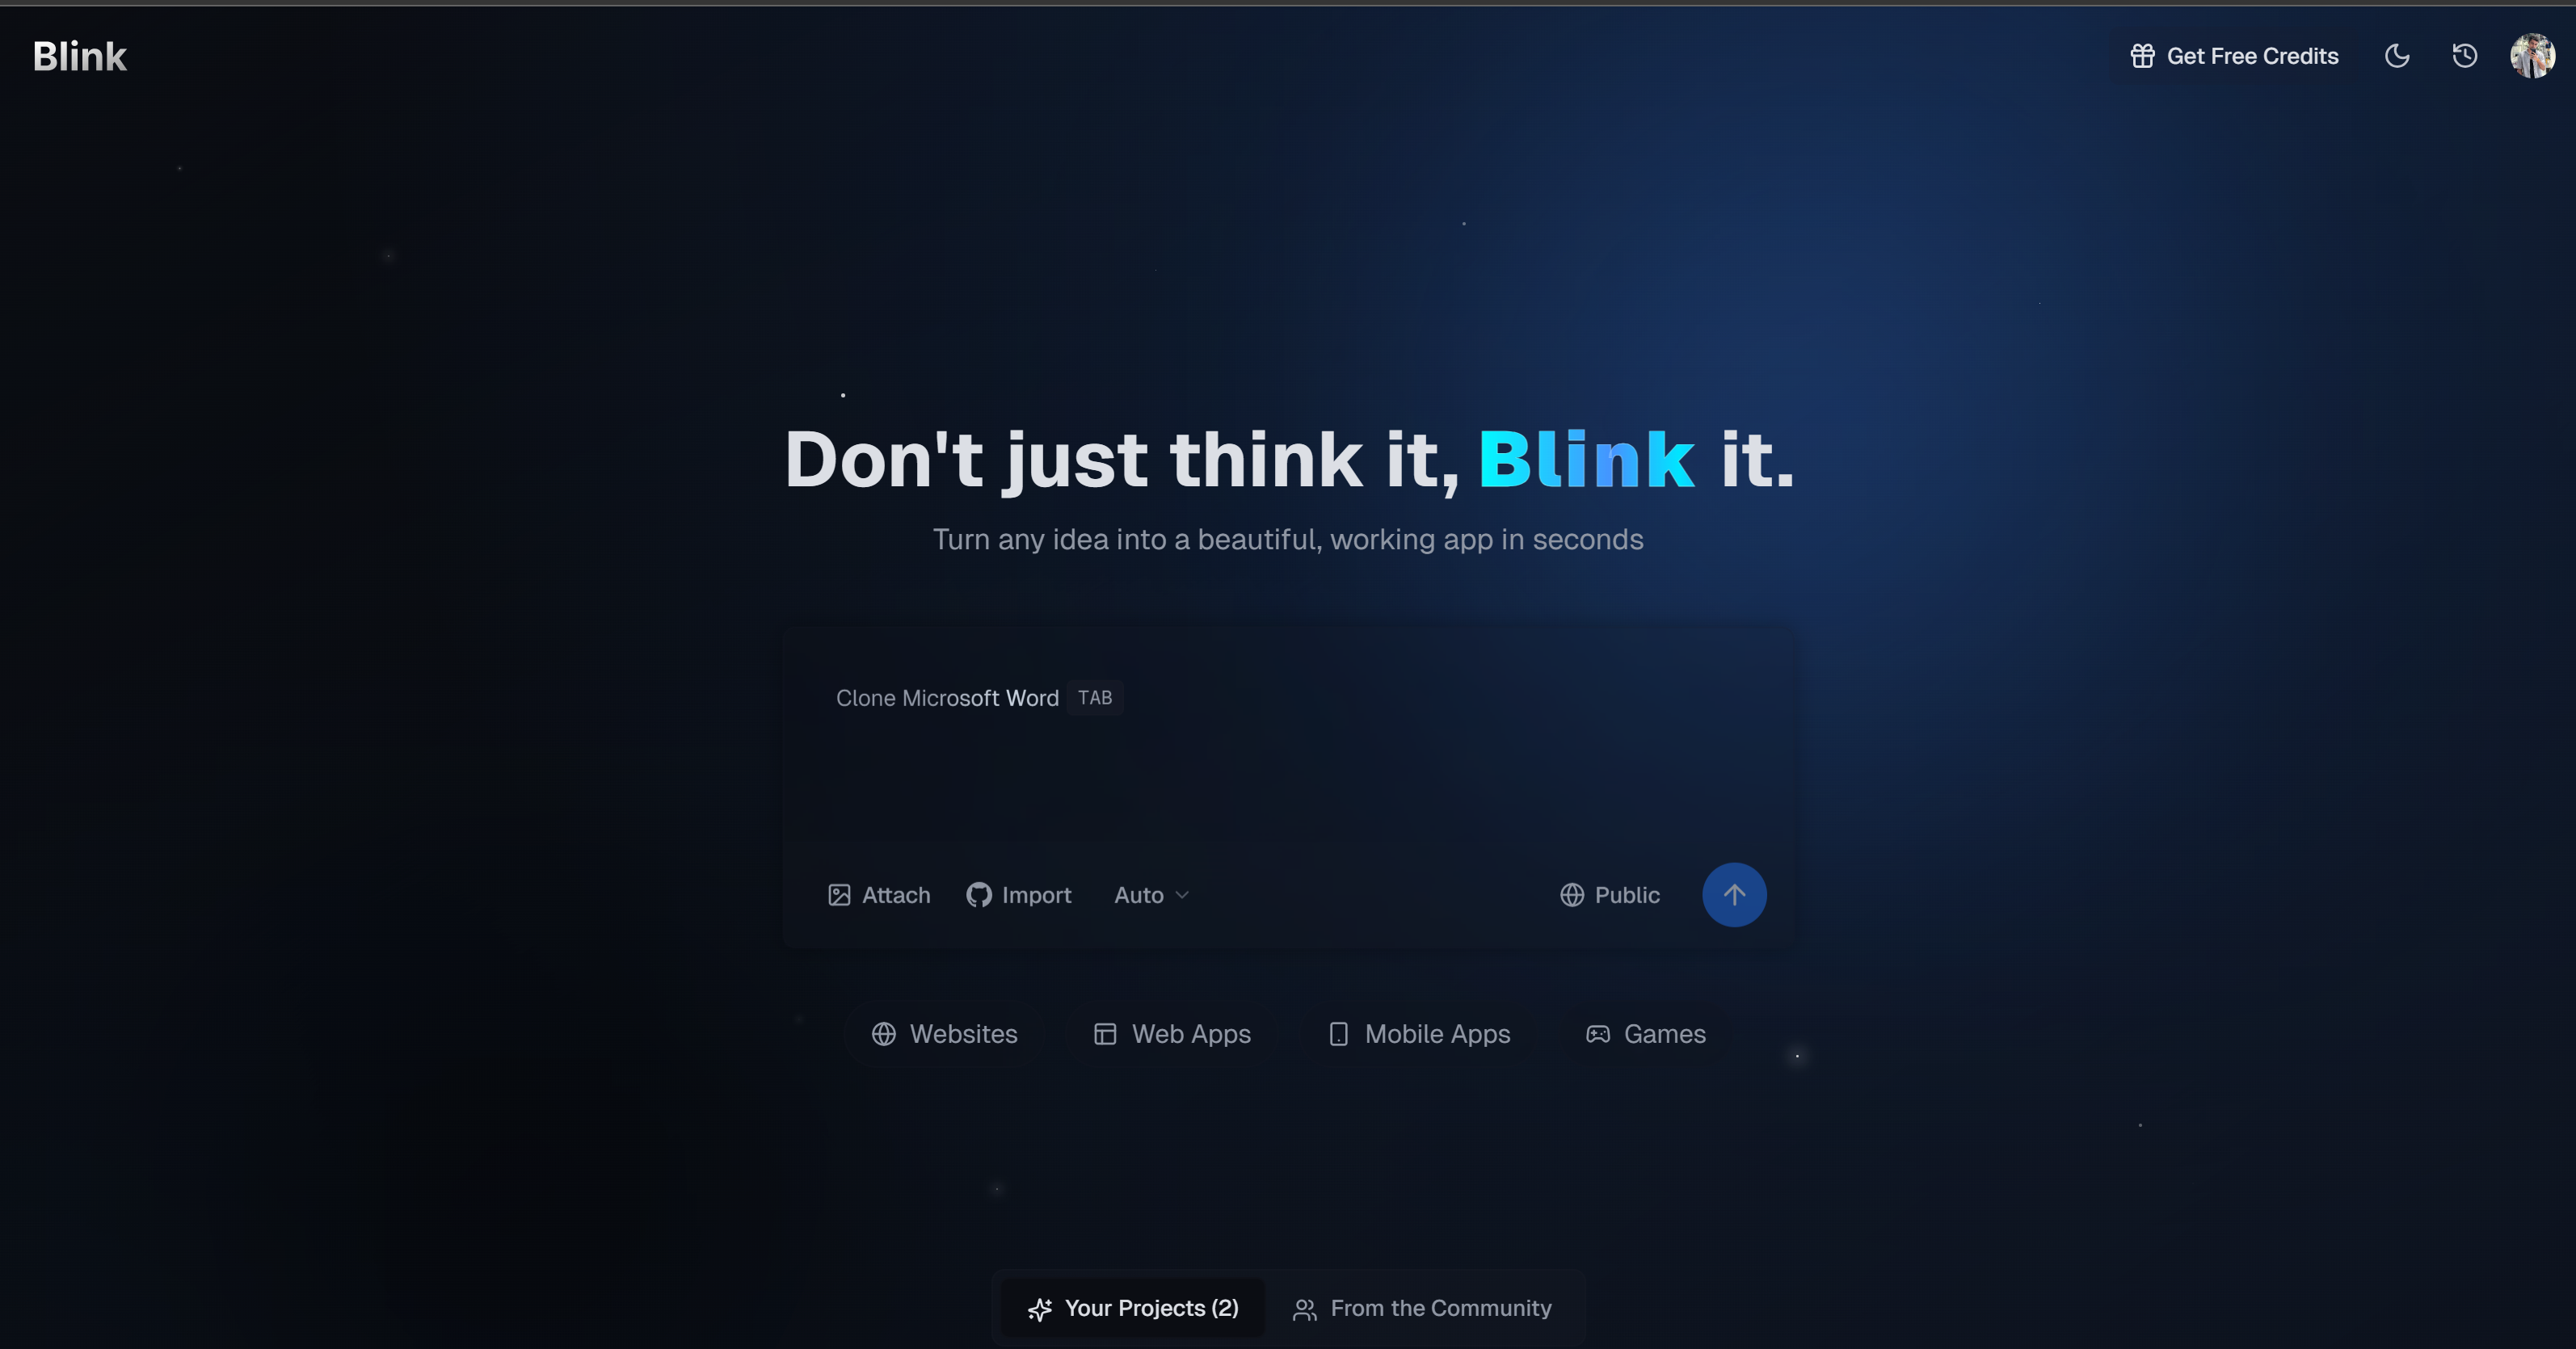 Blink
Get Free Credits
Don't just think it, Blink it.
Turn any idea into a beautiful, working app in seconds
Clone Microsoft Word TAB
Attach Import Auto Public
Websites Web Apps Mobile Apps Games
Your Projects (2) From the Community